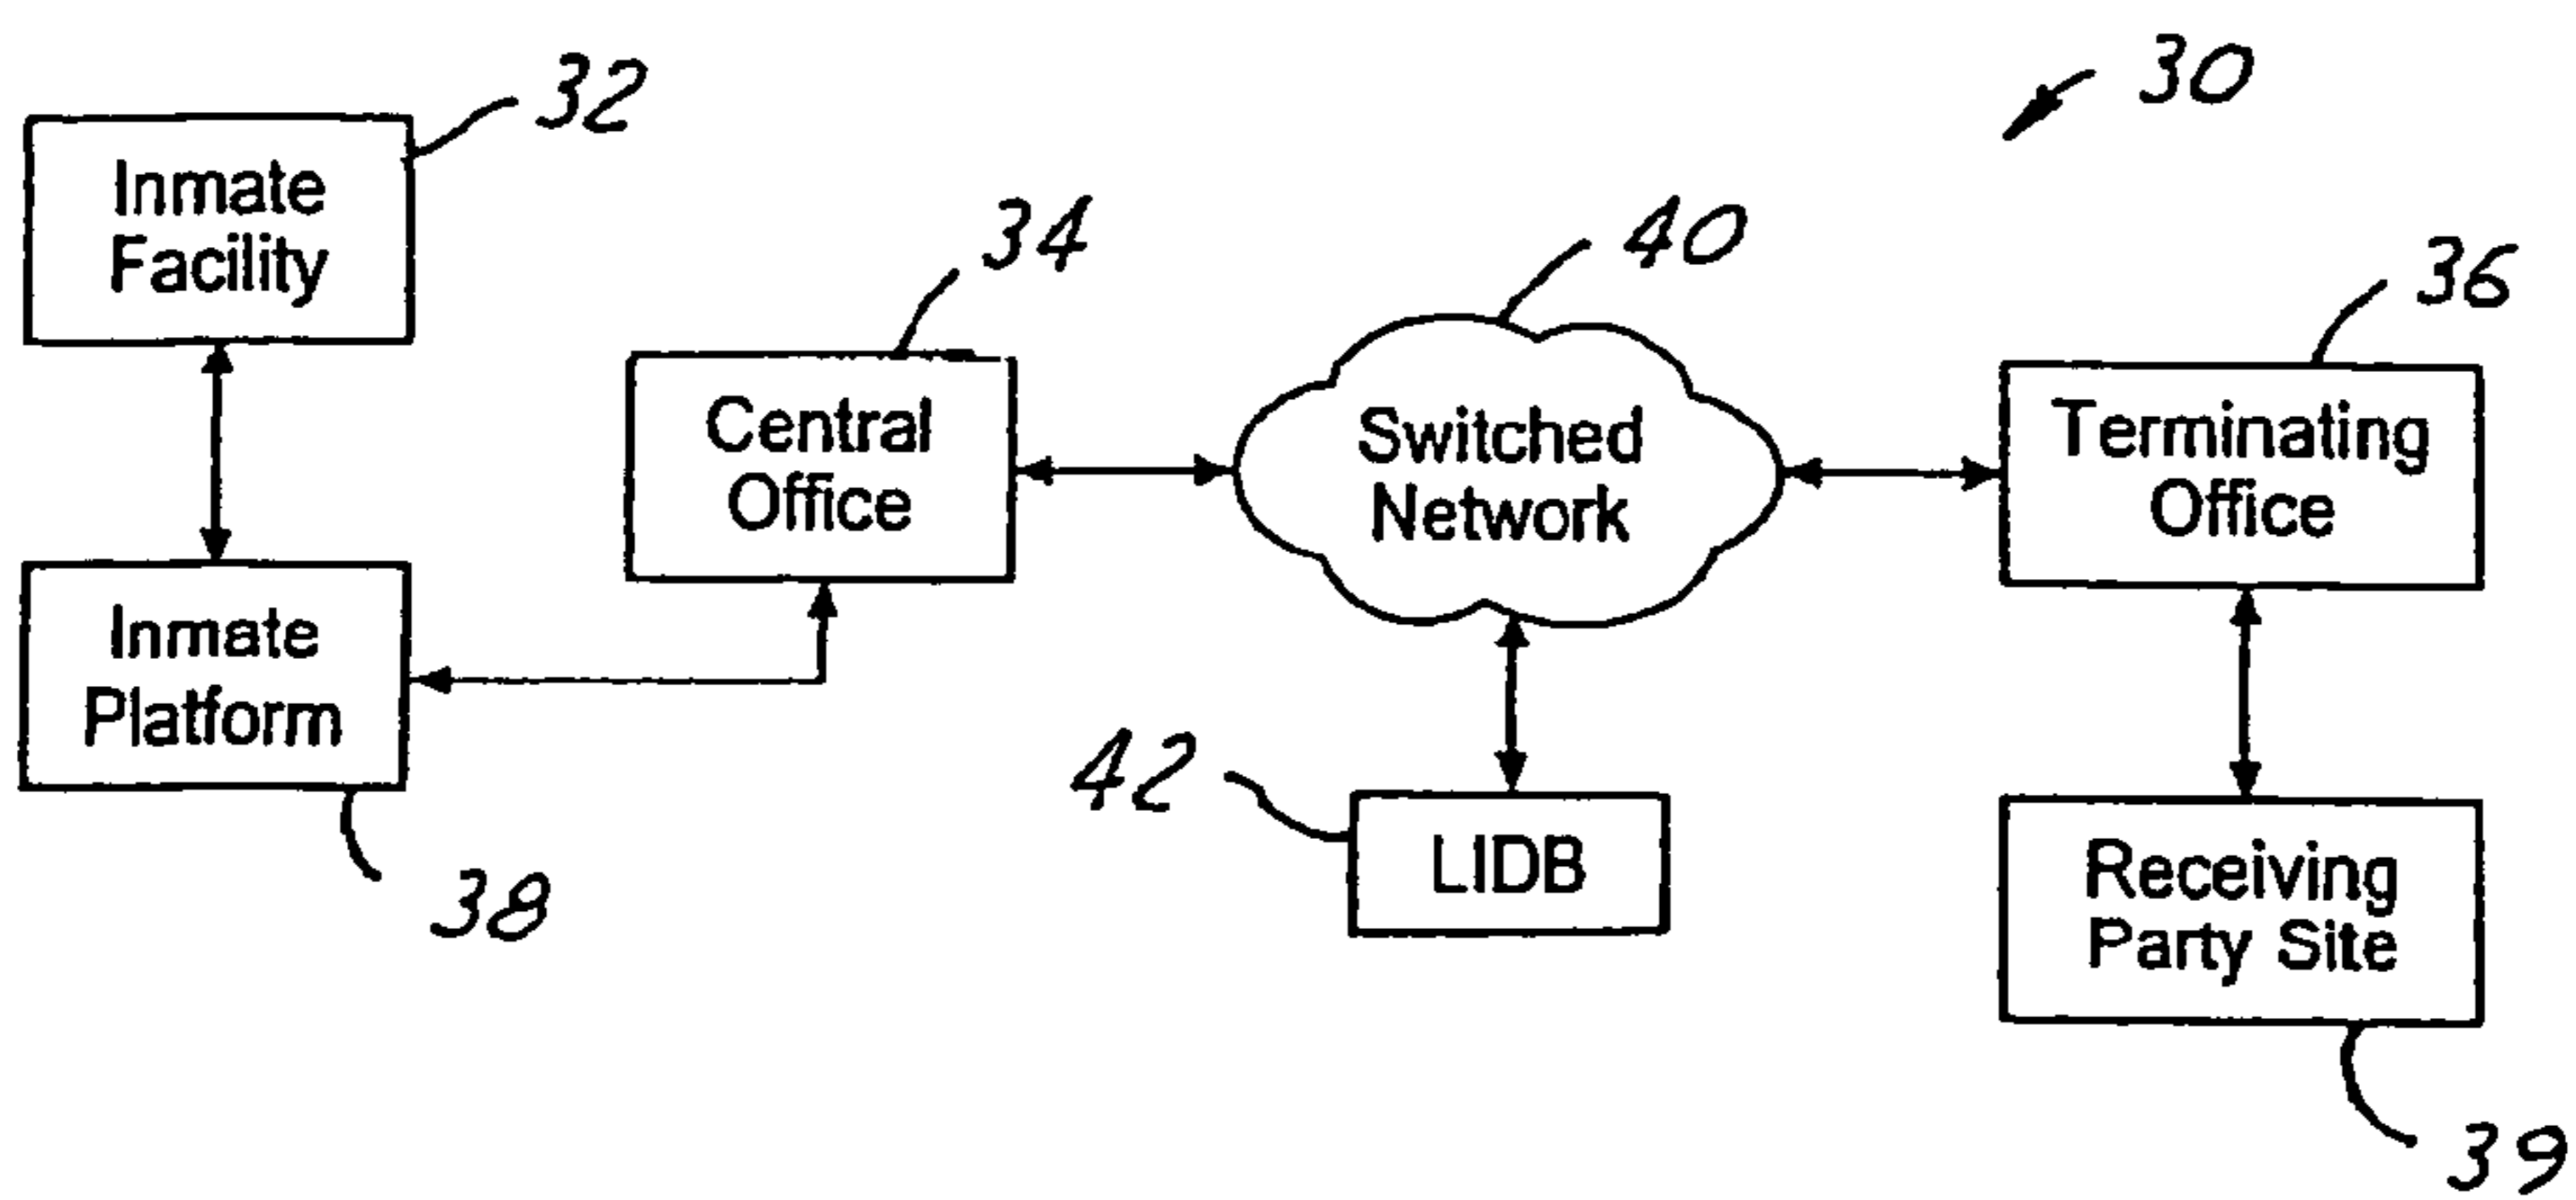 30
32
Inmate
Facility
34
40
36
Central
Office
Switched
Network
Terminating
Office
Inmate
Platform
38
42
LIDB
Receiving
Party Site
39